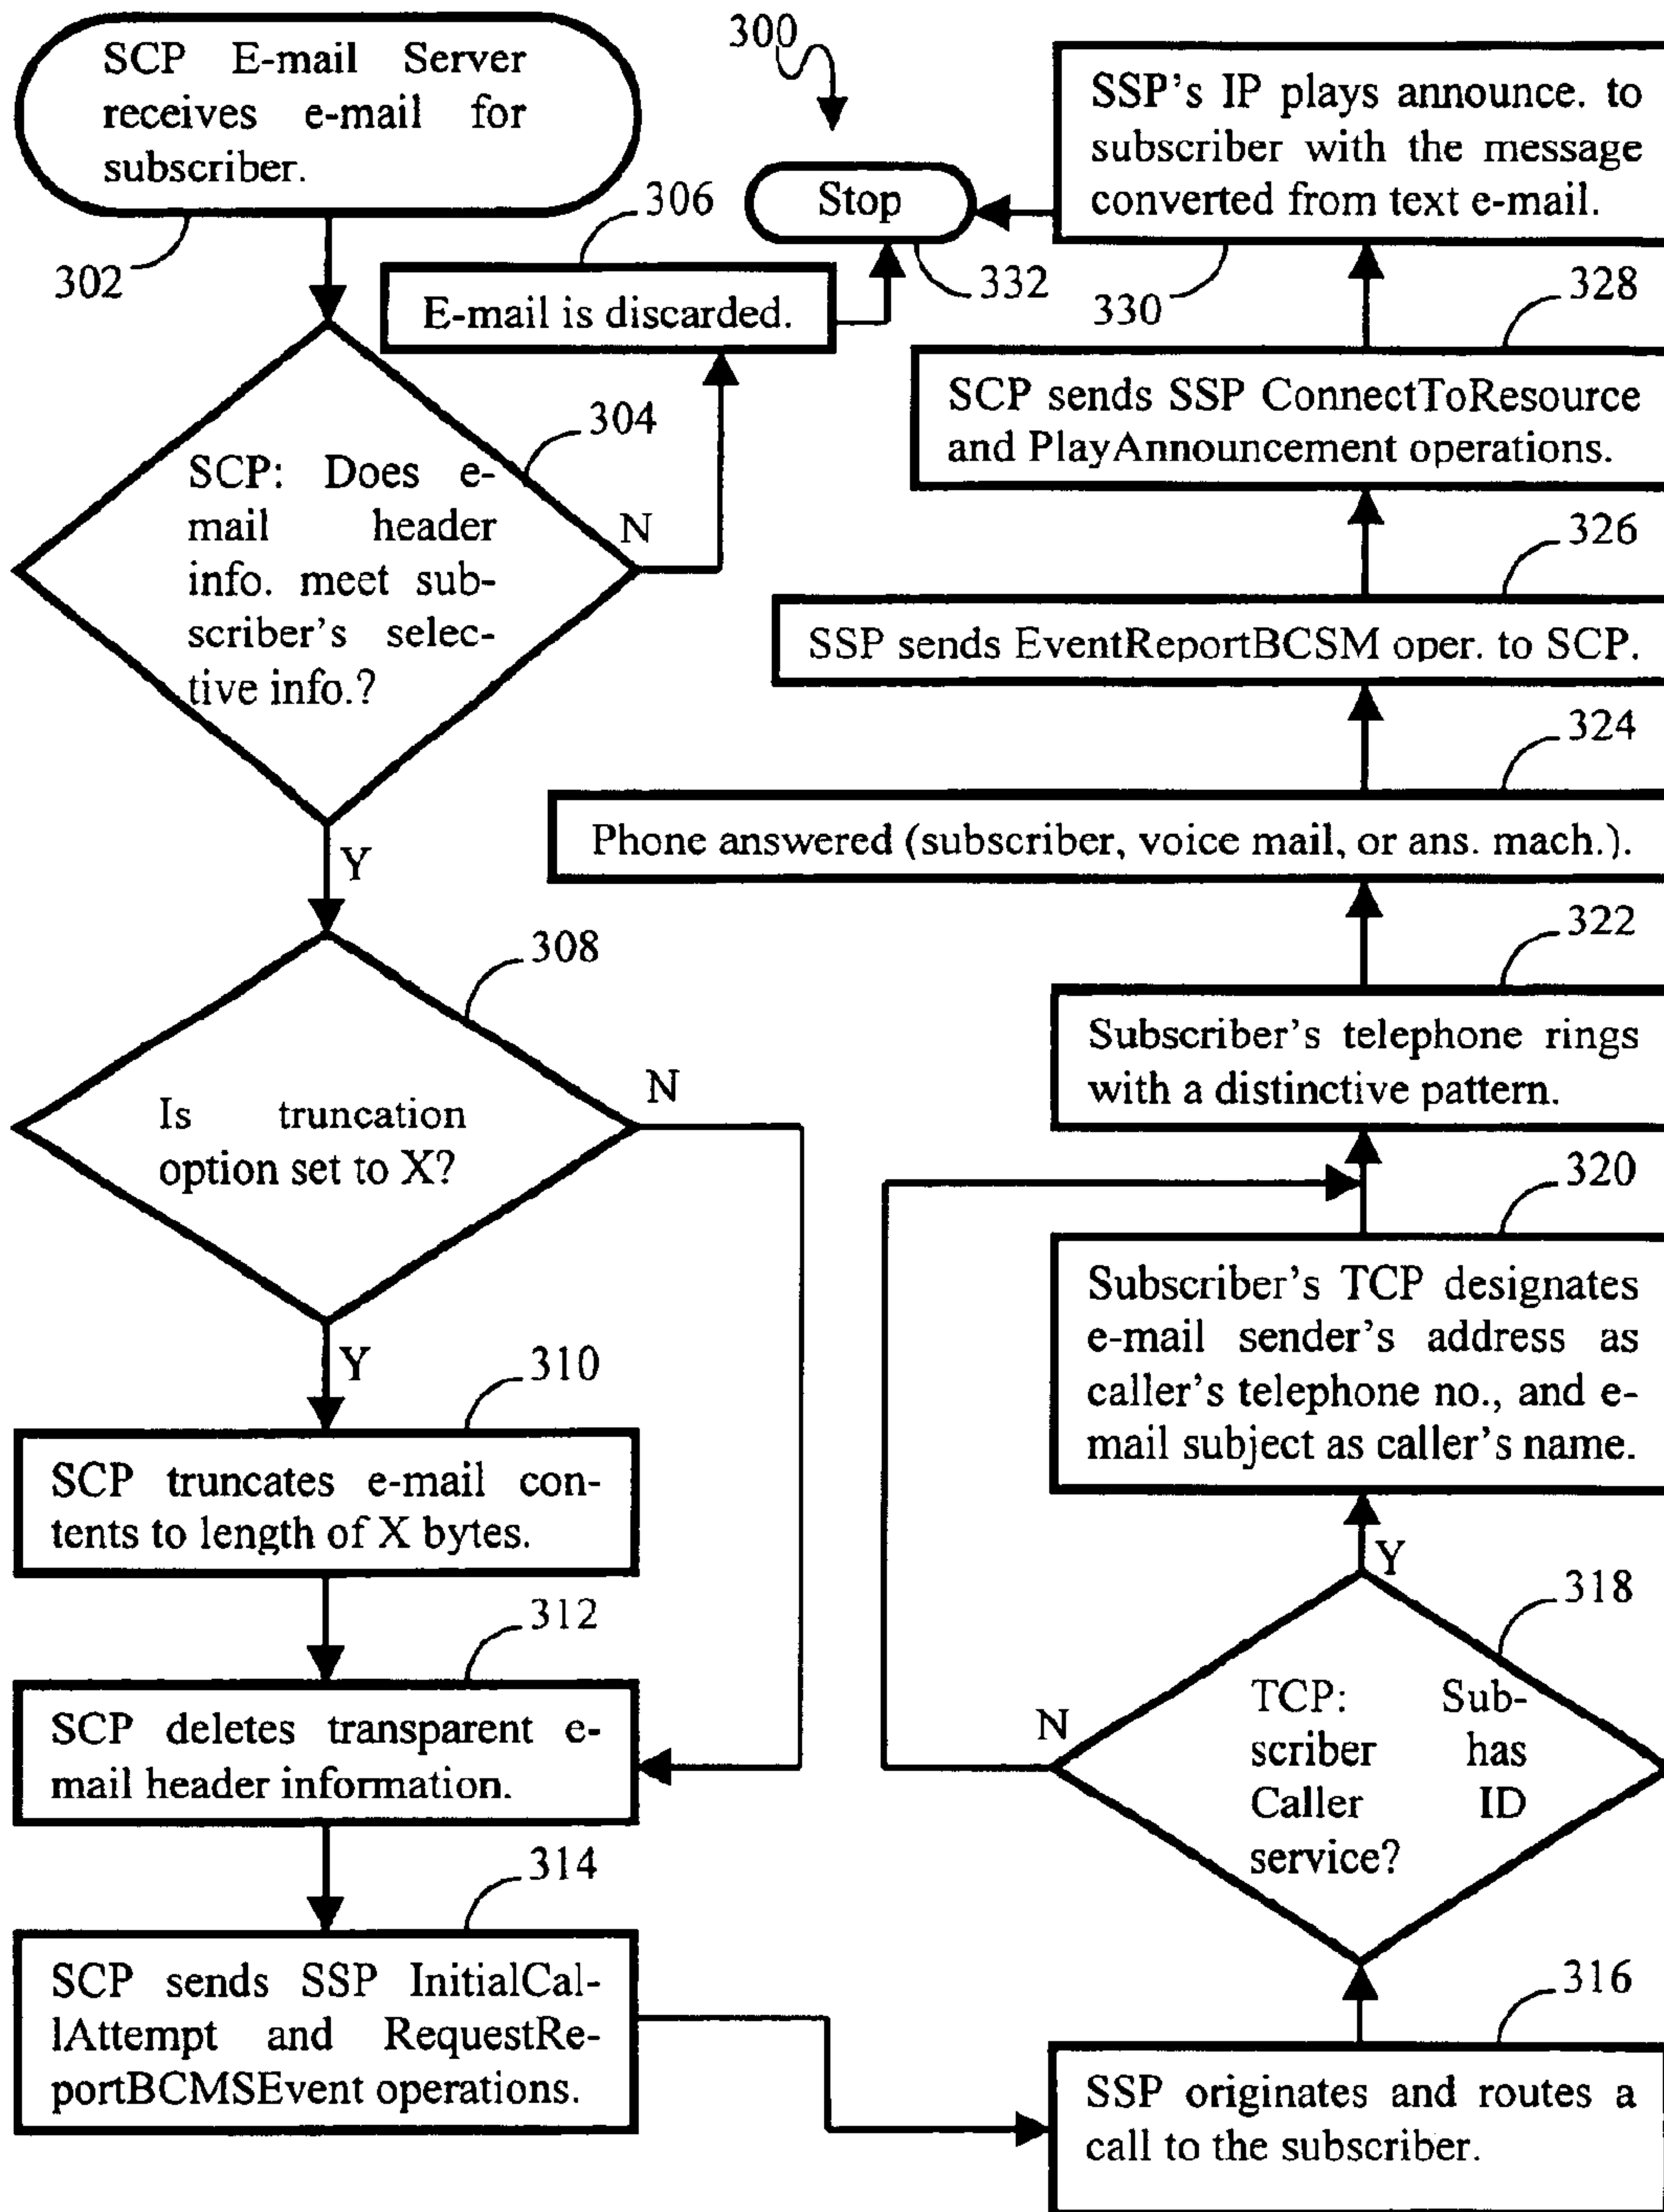 SCP E-mail Server
receives e-mail for
subscriber.
302
300
Stop
332
306
E-mail is discarded.
SCP: Does e-
mail header
info. meet sub-
scriber's selec-
tive info.?
304
N
Y
Is truncation
option set to X?
308
N
Y
SCP truncates e-mail con-
tents to length of X bytes.
310
SCP deletes transparent e-
mail header information.
312
SCP sends SSP InitialCal-
lAttempt and RequestRe-
portBCMSEvent operations.
314
SSP originates and routes a
call to the subscriber.
316
TCP: Sub-
scriber has
Caller ID
service?
318
N
Y
Subscriber's TCP designates
e-mail sender's address as
caller's telephone no., and e-
mail subject as caller's name.
320
Subscriber's telephone rings
with a distinctive pattern.
322
Phone answered (subscriber, voice mail, or ans. mach.).
324
SSP sends EventReportBCSM oper. to SCP.
326
SCP sends SSP ConnectToResource
and PlayAnnouncement operations.
328
SSP's IP plays announce. to
subscriber with the message
converted from text e-mail.
330